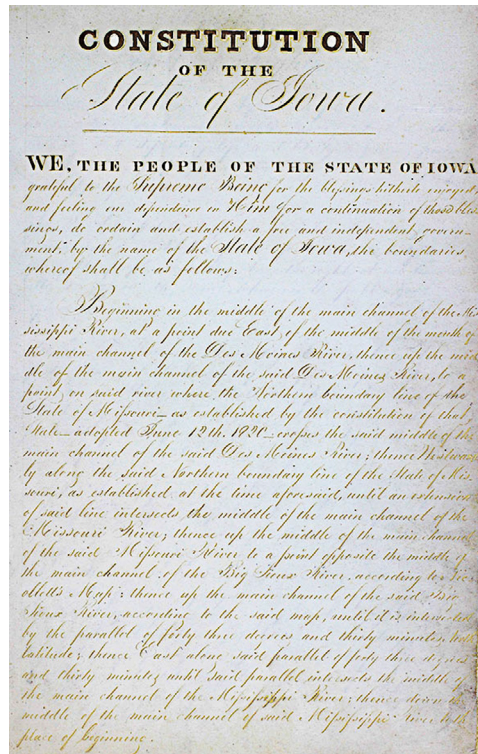 CONSTITUTION
OF THE
State of Iowa.
WE, THE PEOPLE OF THE STATE OF IOWA
grateful to the Supreme Being for the blessings hitherto enjoyed,
and feeling our dependence on Him for a continuation of those bles
sings, do ordain and establish a free and independent govern-
ment, by the name of the State of Iowa, the boundaries
whereof shall be as follows:
Beginning in the middle of the main channel of the Mis
sissippi River, at a point due East of the middle of the mouth of
the main channel of the Des Moines River, thence up the mid
dle of the main channel of the said Des Moines River, to a
point on said river where the Northern boundary line of the
State of Missouri—as established by the constitution of that
State—adopted June 12th. 1820—crosses the said middle of the
main channel of the said Des Moines River; thence Westward
ly along the said Northern boundary line of the State of Mis-
souri, as established at the time aforesaid, until an extension
of said line intersects the middle of the main channel of the
Missouri River; thence up the middle of the main channel
of the said Missouri River to a point opposite the middle of
the main channel of the Big Sioux River, according to Nic
olletts Map; thence up the main channel of the said Big
Sioux River, according to the said map, until it is intersected
by the parallel of forty three degrees and thirty minutes, North
latitude; thence East along said parallel of forty three degrees
and thirty minutes until said parallel intersects the middle of
the main channel of the Mississippi River; thence down the
middle of the main channel of said Mississippi river to the
place of beginning.